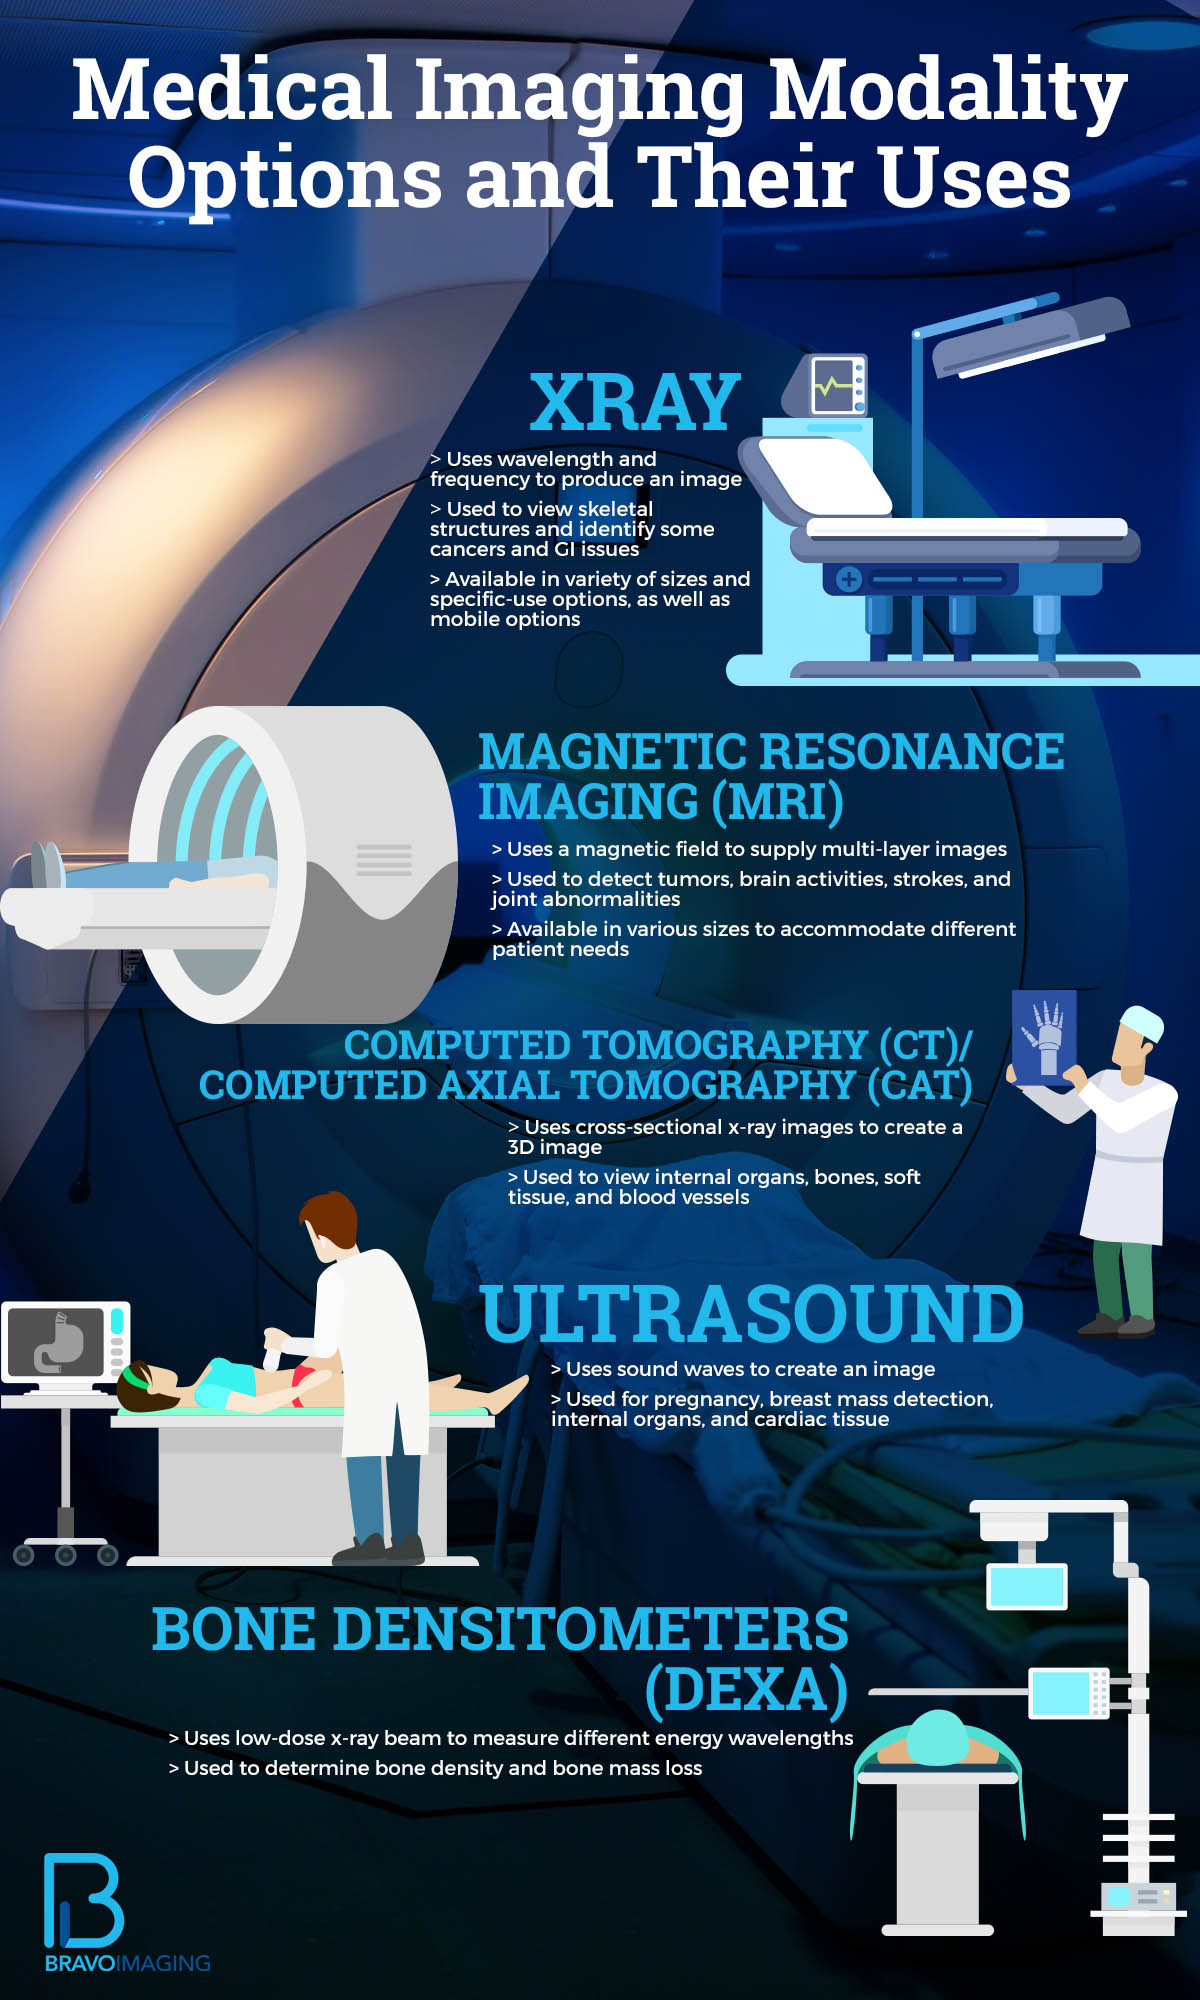 Medical Imaging Modality
Options and Their Uses
XRAY
> Uses wavelength and
frequency to produce an image
> Used to view skeletal
structures and identify some
cancers and GI issues
> Available in variety of sizes and
specific-use options, as well as
mobile options
MAGNETIC RESONANCE
IMAGING (MRI)
> Uses a magnetic field to supply multi-layer images
> Used to detect tumors, brain activities, strokes, and
joint abnormalities
> Available in various sizes to accommodate different
patient needs
COMPUTED TOMOGRAPHY (CT)/
COMPUTED AXIAL TOMOGRAPHY (CAT)
> Uses cross-sectional x-ray images to create a
3D image
> Used to view internal organs, bones, soft
tissue, and blood vessels
ULTRASOUND
> Uses sound waves to create an image
> Used for pregnancy, breast mass detection,
internal organs, and cardiac tissue
BONE DENSITOMETERS
(DEXA)
> Uses low-dose x-ray beam to measure different energy wavelengths
> Used to determine bone density and bone mass loss
B
BRAVOIMAGING